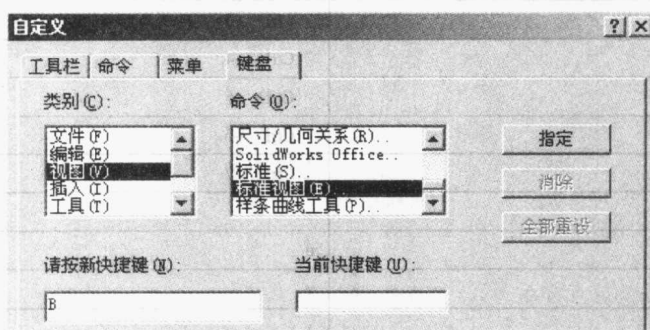 自定义
工具栏 命令 菜单 键盘
类别(C): 命令(O):
文件(F) 尺寸/几何关系(R)..
编辑(E) SolidWorks Office..
视图(V) 标准(S)..
插入(I) 标准视图(E)..
工具(T) 样条曲线工具(P)..
指定
消除
全部重设
请按新快捷键(N): 当前快捷键(U):
B